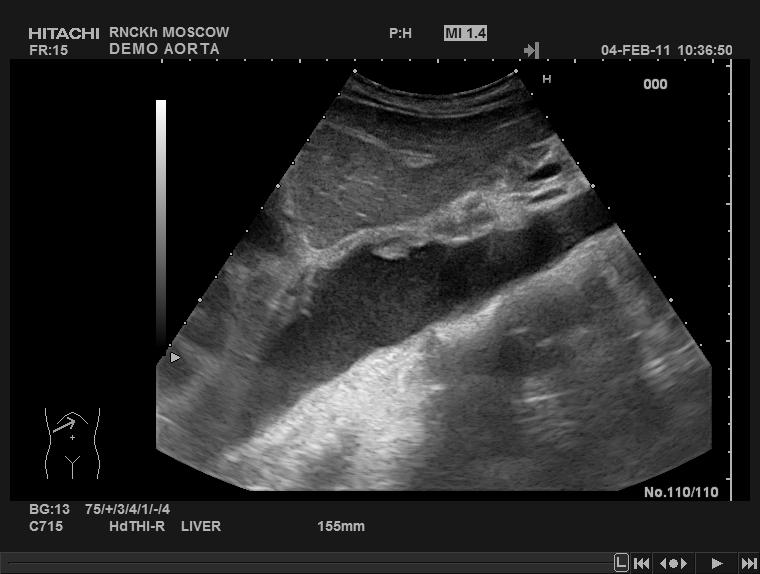 HITACHI RNCKh MOSCOW P:H MI 1.4
FR:15 DEMO AORTA 04-FEB-11 10:36:50
H 000
No.110/110
BG:13 75/+/3/4/1/-/4
C715 HdTHI-R LIVER 155mm
L